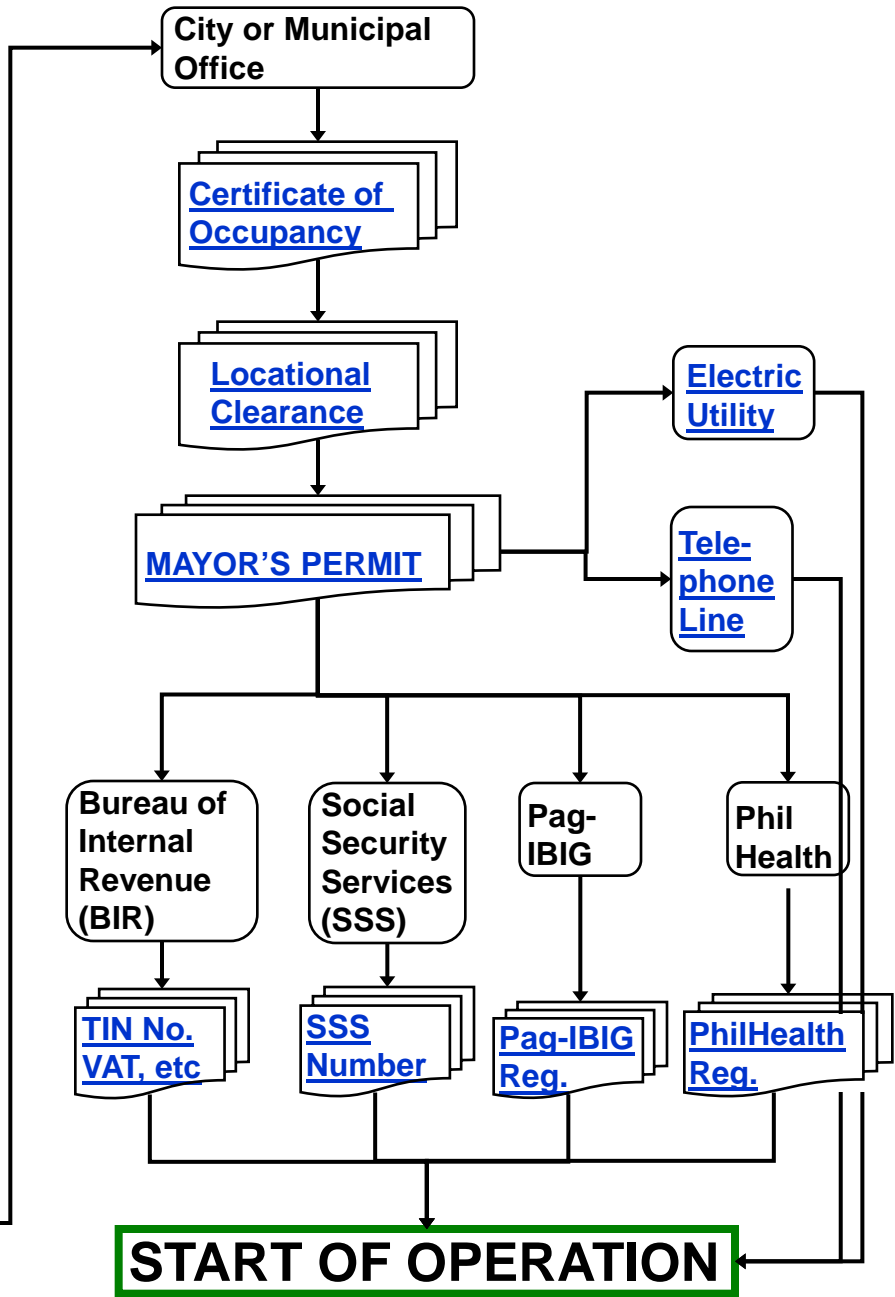 City or Municipal
Office
Certificate of
Occupancy
Locational
Clearance
Electric
Utility
MAYOR’S PERMIT
Tele-
phone
Line
Bureau of
Internal
Revenue
(BIR)
Social
Security
Services
(SSS)
Pag-
IBIG
Phil
Health
TIN No.
VAT, etc
SSS
Number
Pag-IBIG
Reg.
PhilHealth
Reg.
START OF OPERATION